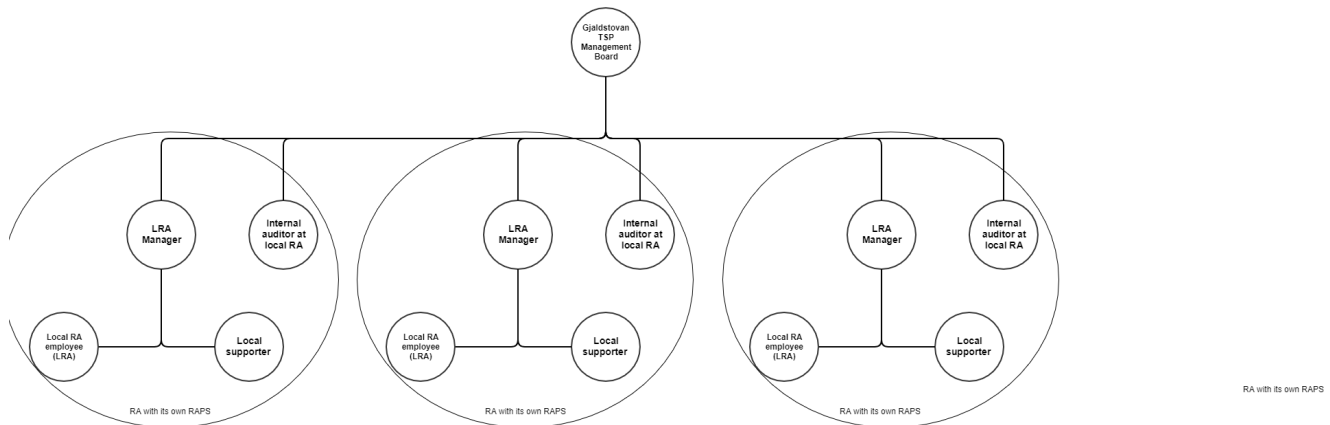 Gjaldstovan
TSP
Management
Board
LRA
Manager
Internal
auditor at
local RA
LRA
Manager
Internal
auditor at
local RA
LRA
Manager
Internal
auditor at
local RA
Local RA
employee
(LRA)
Local
supporter
Local RA
employee
(LRA)
Local
supporter
Local RA
employee
(LRA)
Local
supporter
RA with its own RAPS
RA with its own RAPS
RA with its own RAPS
RA with its own RAPS